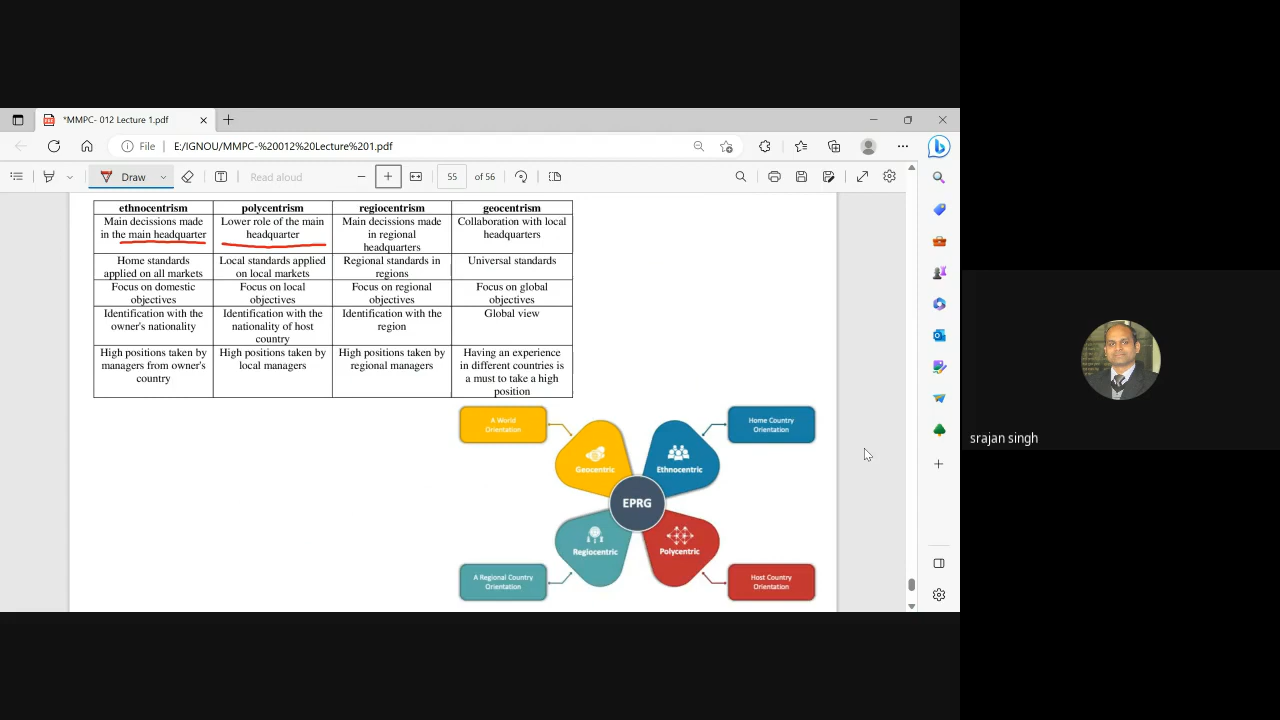 *MMPC- 012 Lecture 1.pdf
File
E:/IGNOU/MMPC-%20012%20Lecture%201.pdf
Draw
Read aloud
55
of 56
ethnocentrism polycentrism regiocentrism geocentrism
Main decissions made
in the main headquarter
Lower role of the main
headquarter
Main decissions made
in regional
headquarters
Collaboration with local
headquarters
Home standards
applied on all markets
Local standards applied
on local markets
Regional standards in
regions
Universal standards
Focus on domestic
objectives
Focus on local
objectives
Focus on regional
objectives
Focus on global
objectives
Identification with the
owner's nationality
Identification with the
nationality of host
country
Identification with the
region
Global view
High positions taken by
managers from owner's
country
High positions taken by
local managers
High positions taken by
regional managers
Having an experience
in different countries is
a must to take a high
position
A World
Orientation
Home Country
Orientation
Geocentric
Ethnocentric
EPRG
Regiocentric
Polycentric
A Regional Country
Orientation
Host Country
Orientation
srajan singh